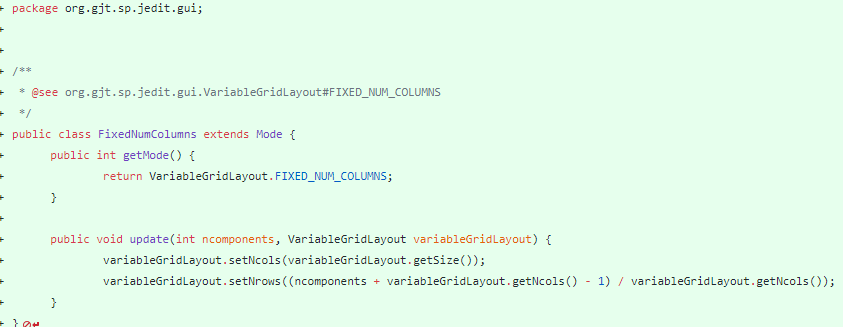 + package org.gjt.sp.jedit.gui;
+
+
+ /**
+  * @see org.gjt.sp.jedit.gui.VariableGridLayout#FIXED_NUM_COLUMNS
+  */
+ public class FixedNumColumns extends Mode {
+ public int getMode() {
+ return VariableGridLayout.FIXED_NUM_COLUMNS;
+ }
+
+ public void update(int ncomponents, VariableGridLayout variableGridLayout) {
+ variableGridLayout.setNcols(variableGridLayout.getSize());
+ variableGridLayout.setNrows((ncomponents + variableGridLayout.getNcols() - 1) / variableGridLayout.getNcols());
+ }
+ }